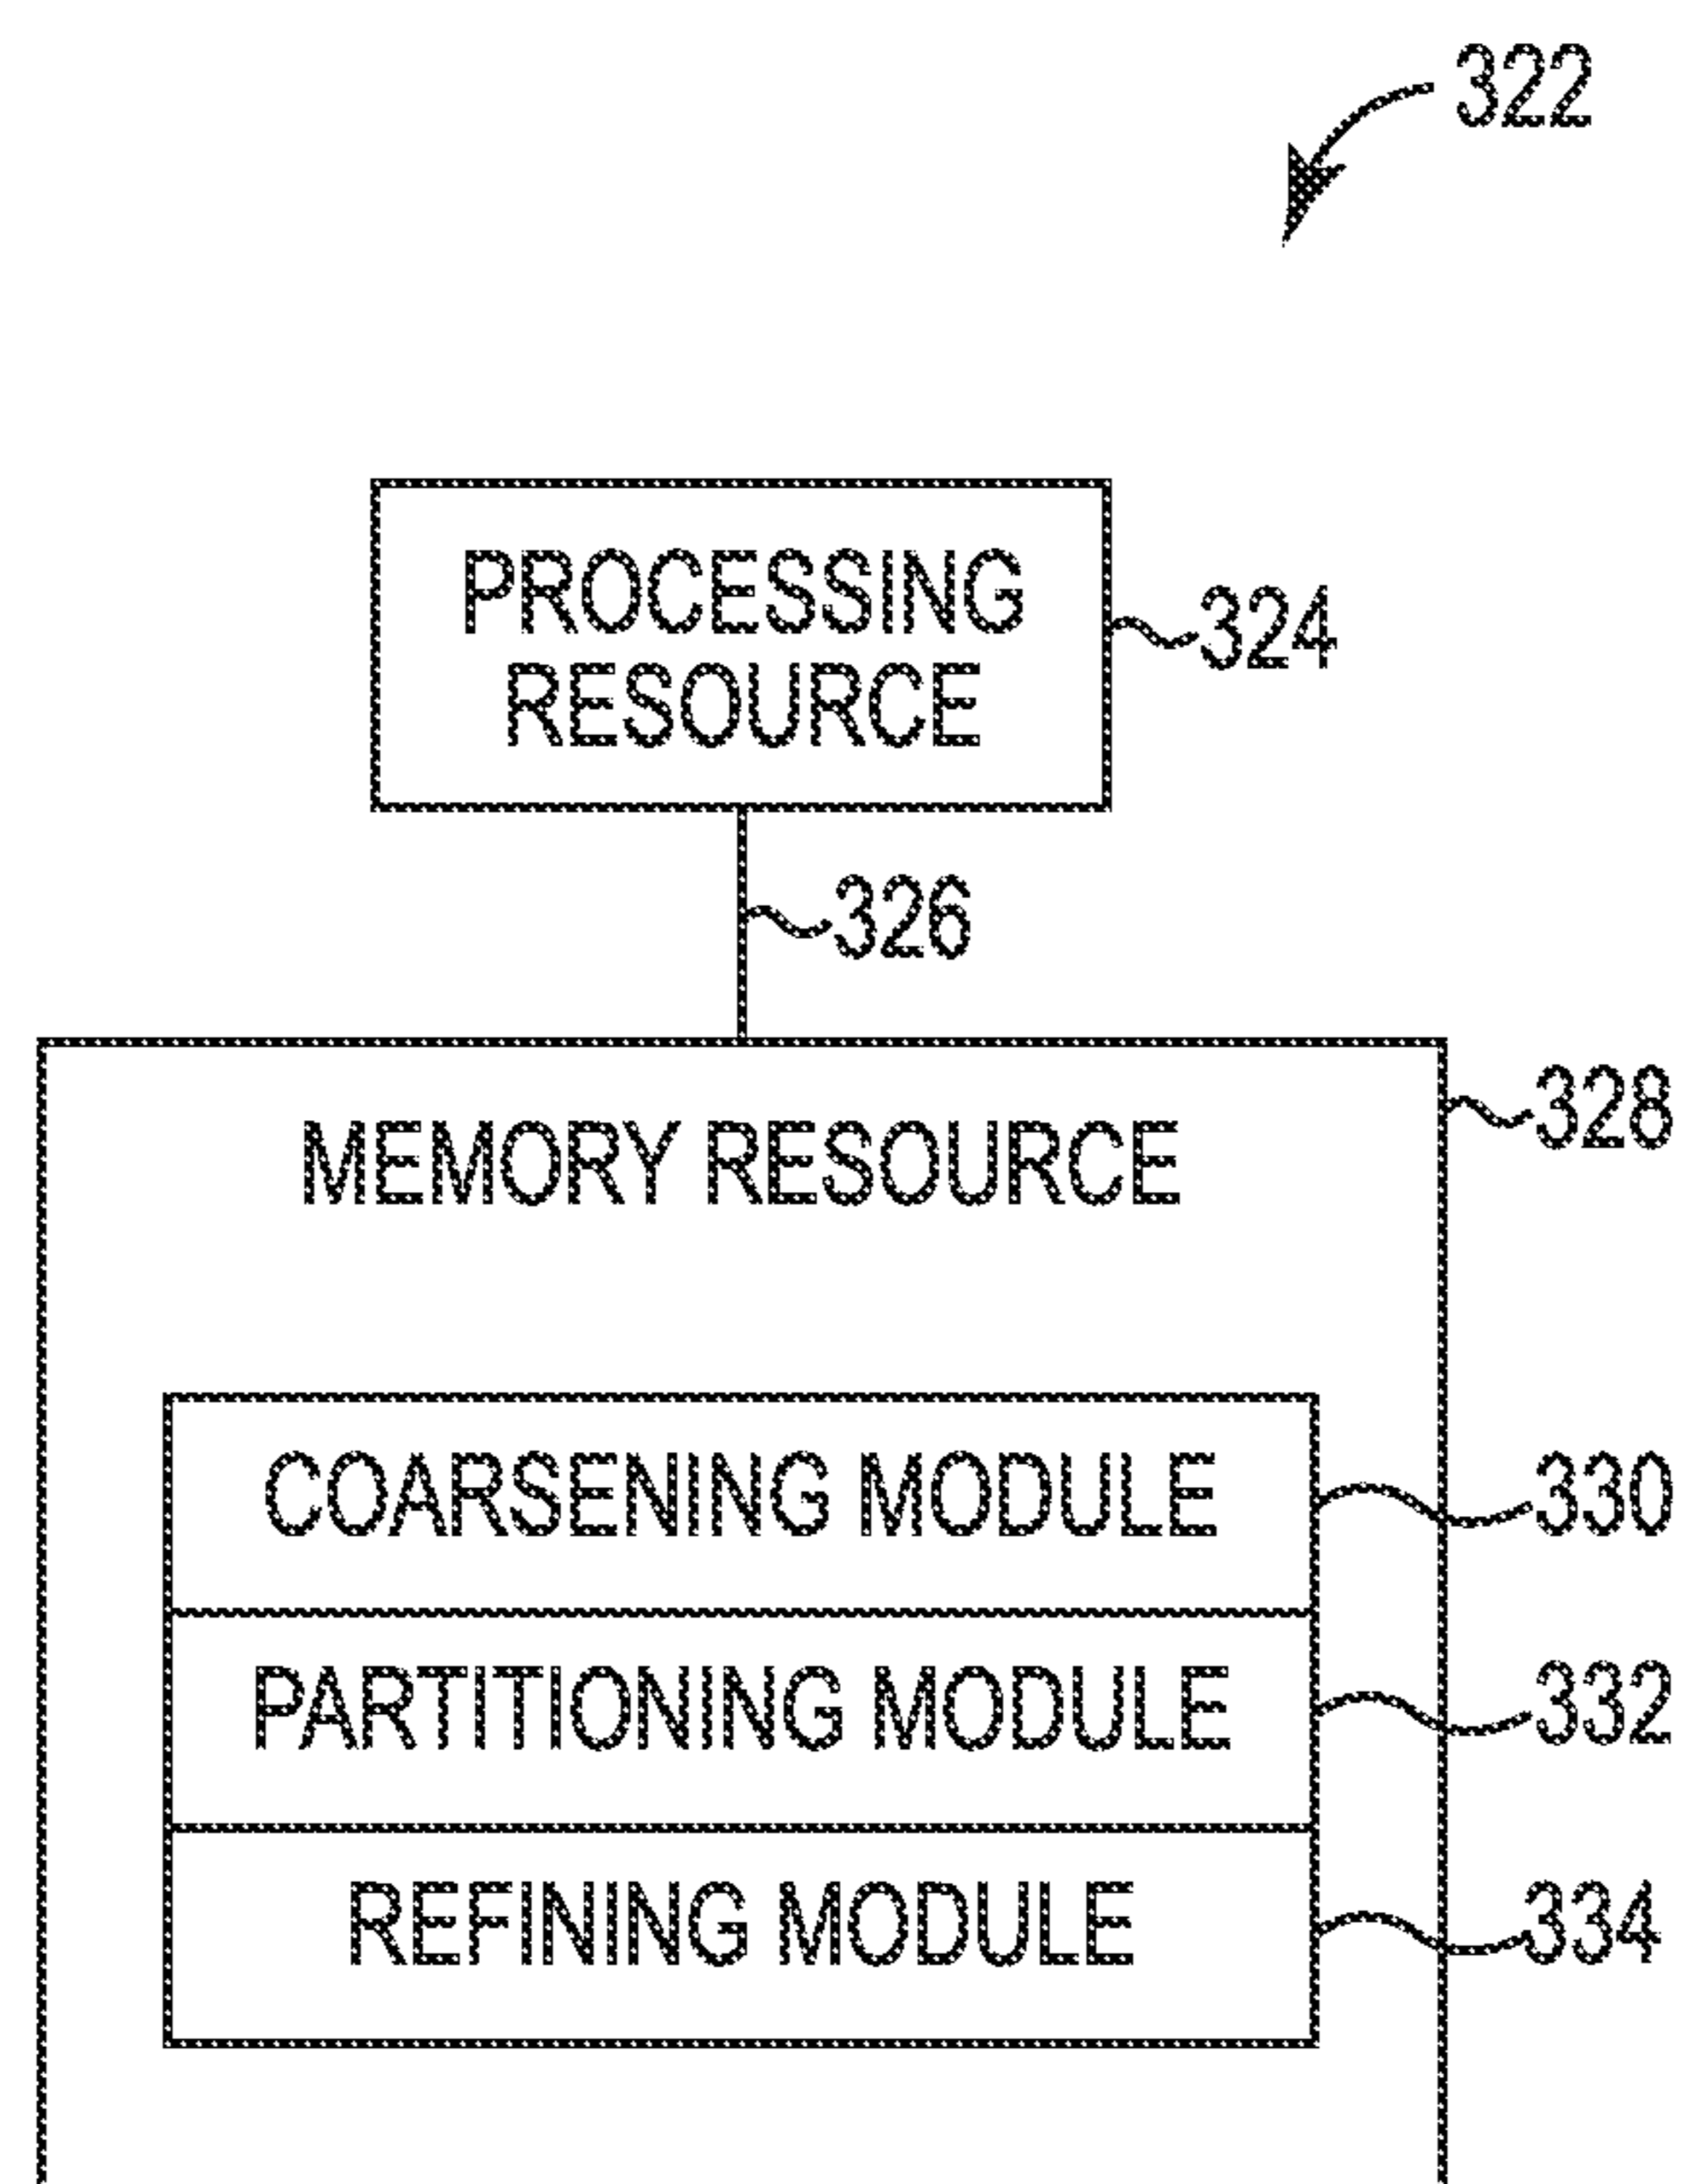 322
PROCESSING
RESOURCE
324
326
328
MEMORY RESOURCE
COARSENING MODULE
330
PARTITIONING MODULE
332
REFINING MODULE
334